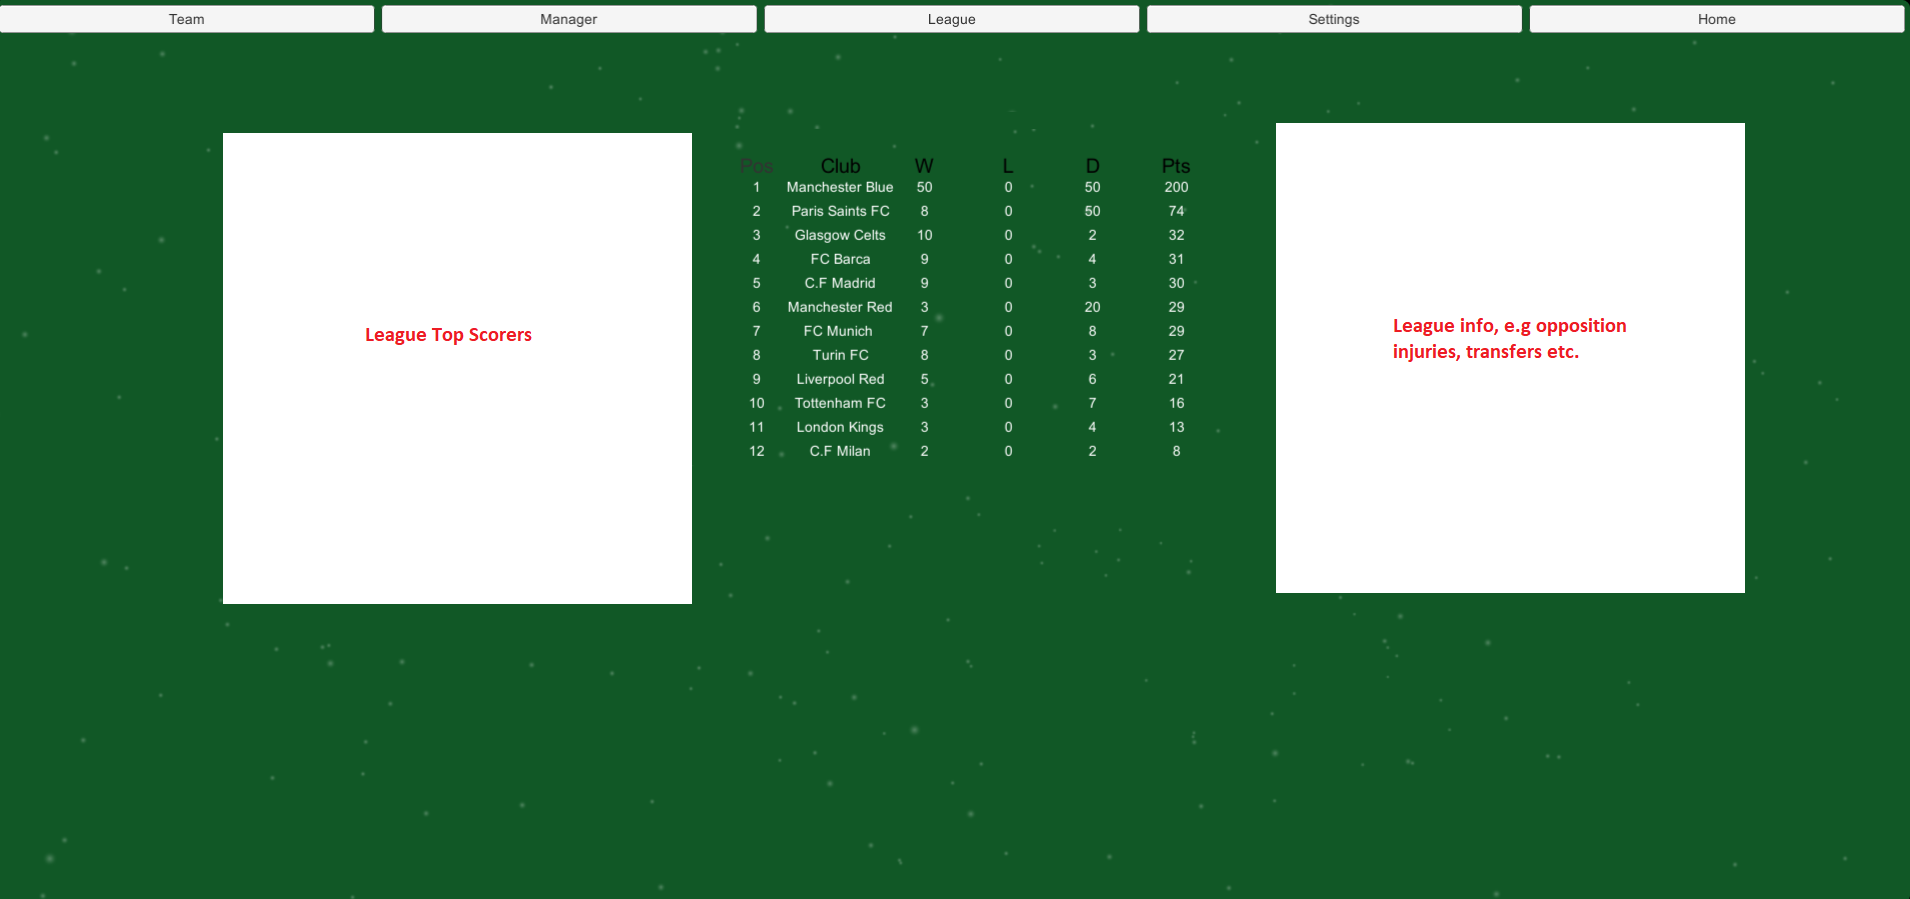 Team Manager League Settings Home
Pos Club W L D Pts
1 Manchester Blue 50 0 50 200
2 Paris Saints FC 8 0 50 74
3 Glasgow Celts 10 0 2 32
4 FC Barca 9 0 4 31
5 C.F Madrid 9 0 3 30
6 Manchester Red 3 0 20 29
7 FC Munich 7 0 8 29
8 Turin FC 8 0 3 27
9 Liverpool Red 5 0 6 21
10 Tottenham FC 3 0 7 16
11 London Kings 3 0 4 13
12 C.F Milan 2 0 2 8
League Top Scorers
League info, e.g opposition
injuries, transfers etc.